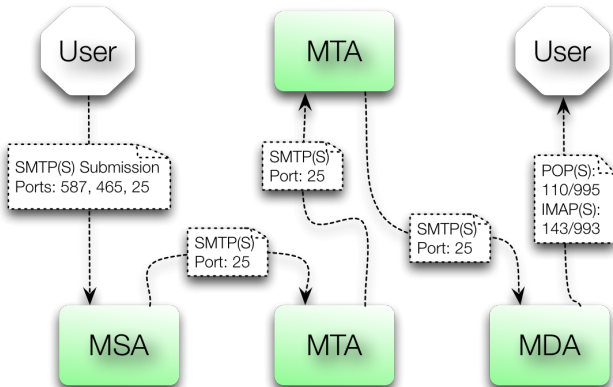 User
MTA
User
SMTP(S) Submission
Ports: 587, 465, 25
SMTP(S)
Port: 25
POP(S):
110/995
IMAP(S):
143/993
SMTP(S)
Port: 25
SMTP(S)
Port: 25
MSA
MTA
MDA